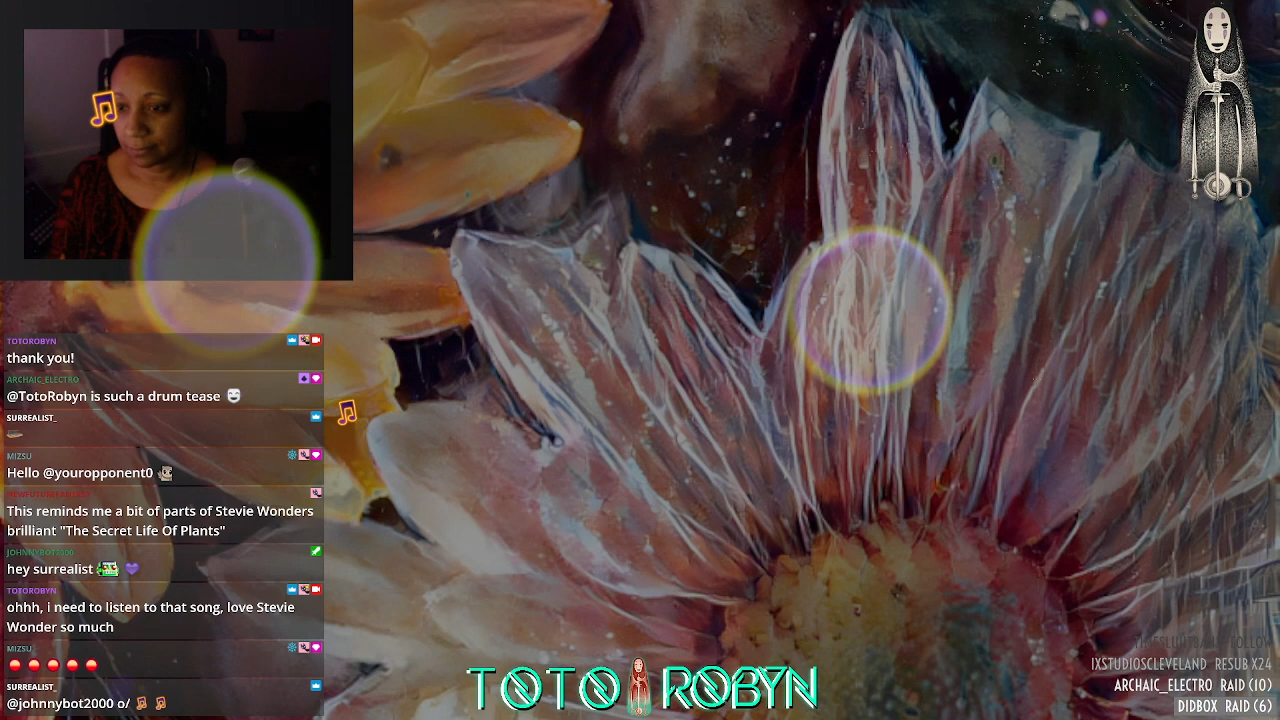 TOTOROBYN
thank you!
ARCHAIC_ELECTRO
@TotoRobyn is such a drum tease
SURREALIST_
MIZSU
Hello @youropponent0
This reminds me a bit of parts of Stevie Wonders
brilliant "The Secret Life Of Plants"
JOHNNYBOT2000
hey surrealist
TOTOROBYN
ohhh, i need to listen to that song, love Stevie
Wonder so much
MIZSU
SURREALIST_
@johnnybot2000 o/
TOTO ROBYN
FOLLOW
IXSTUDIOSCLEVELAND RESUB X24
ARCHAIC_ELECTRO RAID (10)
DIDBOX RAID (6)